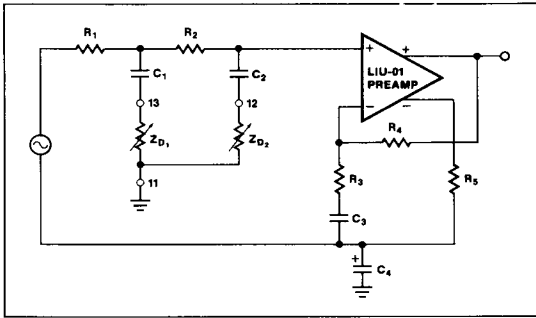 R1
R2
C1
C2
13
12
ZD1
ZD2
11
+
+
LIU-01
PREAMP
−
−
R4
R3
R5
C3
+
C4